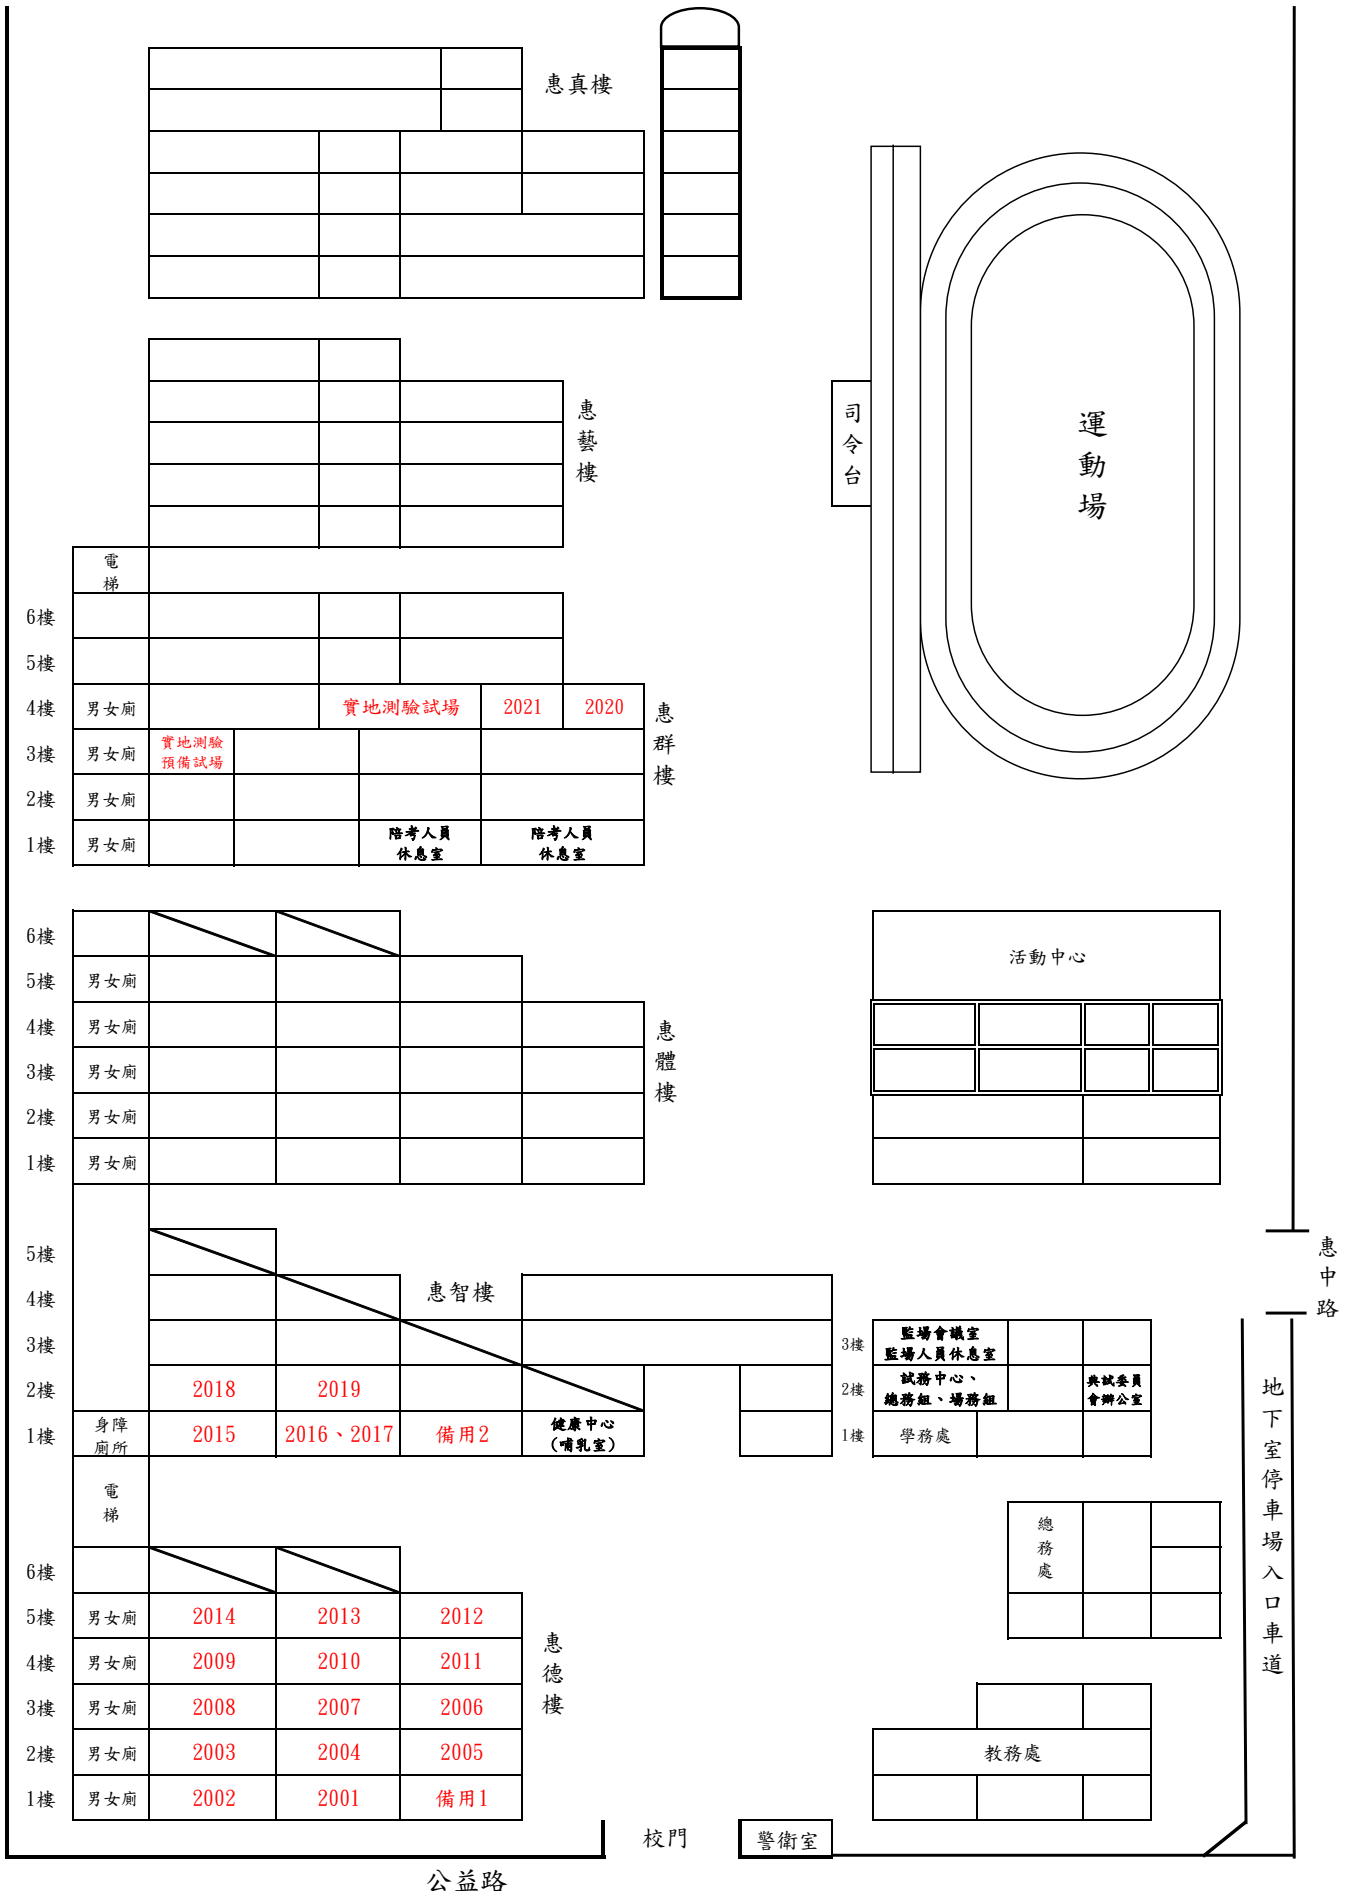 惠真樓
惠藝樓
司令台
運動場
電梯
6樓
5樓
4樓 男女廁 實地測驗試場 2021 2020
惠群樓
3樓 男女廁 實地測驗
預備試場
2樓 男女廁
1樓 男女廁 陪考人員
休息室
陪考人員
休息室
6樓
活動中心
5樓 男女廁
4樓 男女廁
惠體樓
3樓 男女廁
2樓 男女廁
1樓 男女廁
惠中路
5樓
4樓
惠智樓
3樓
3樓 監場會議室
監場人員休息室
2樓 2018 2019
2樓 試務中心、
總務組、場務組
典試委員
會辦公室
1樓 身障
廁所
2015 2016、2017 備用2 健康中心
(哺乳室)
1樓 學務處
地下室停車場入口車道
電梯
總務處
6樓
5樓 男女廁 2014 2013 2012
4樓 男女廁 2009 2010 2011
惠德樓
3樓 男女廁 2008 2007 2006
2樓 男女廁 2003 2004 2005
教務處
1樓 男女廁 2002 2001 備用1
校門
警衛室
公益路